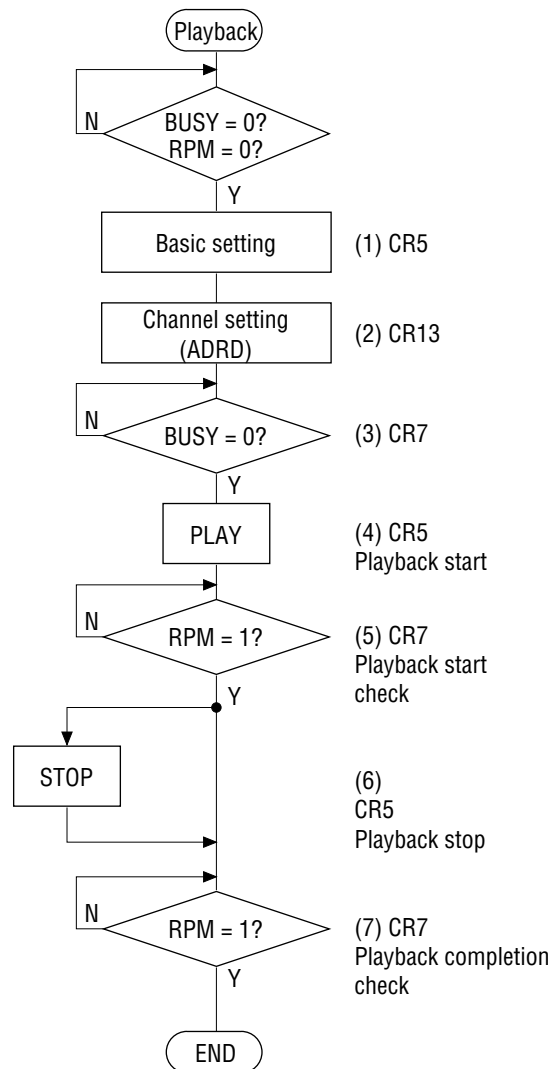 Playback
N
BUSY = 0?
RPM = 0?
Y
Basic setting
(1) CR5
Channel setting
(ADRD)
(2) CR13
N
BUSY = 0?
(3) CR7
Y
PLAY
(4) CR5
Playback start
N
RPM = 1?
(5) CR7
Playback start
check
Y
STOP
(6)
CR5
Playback stop
N
RPM = 1?
(7) CR7
Playback completion
check
Y
END